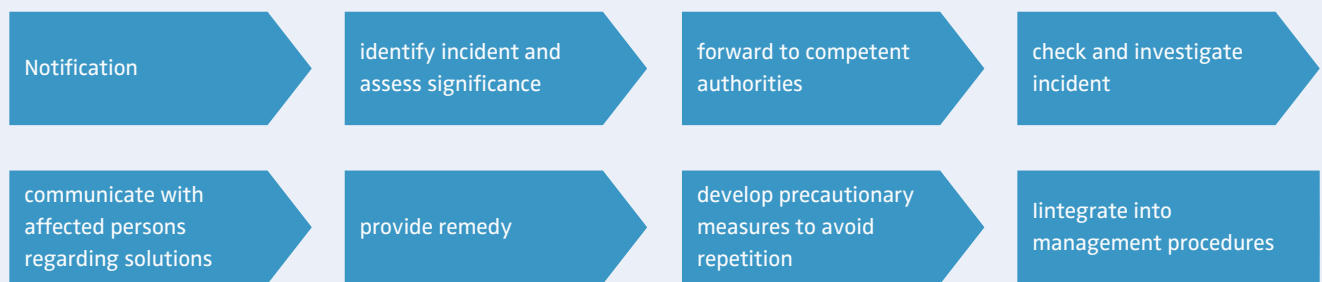 Notification
identify incident and
assess significance
forward to competent
authorities
check and investigate
incident
communicate with
affected persons
regarding solutions
provide remedy
develop precautionary
measures to avoid
repetition
lintegrate into
management procedures